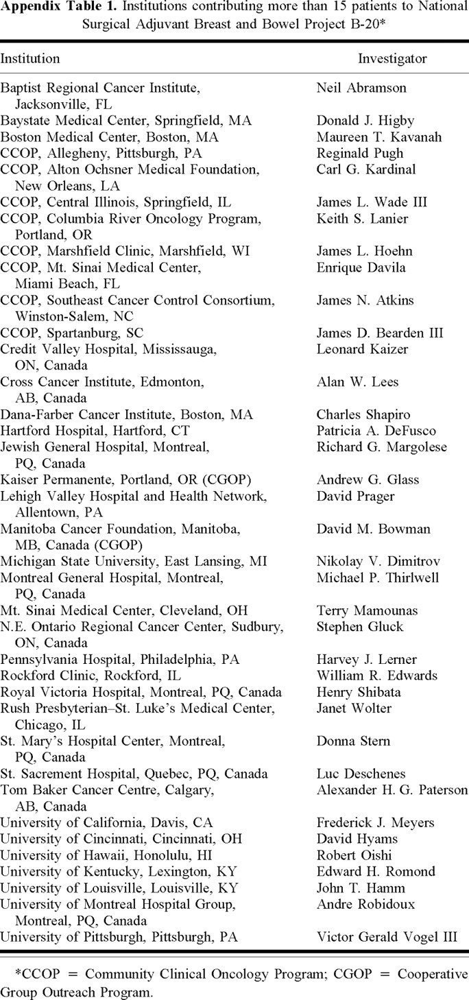 Appendix Table 1. Institutions contributing more than 15 patients to National
Surgical Adjuvant Breast and Bowel Project B-20*
Institution Investigator
Baptist Regional Cancer Institute, Neil Abramson
Jacksonville, FL
Baystate Medical Center, Springfield, MA Donald J. Higby
Boston Medical Center, Boston, MA Maureen T. Kavanah
CCOP, Allegheny, Pittsburgh, PA Reginald Pugh
CCOP, Alton Ochsner Medical Foundation, Carl G. Kardinal
New Orleans, LA
CCOP, Central Illinois, Springfield, IL James L. Wade III
CCOP, Columbia River Oncology Program, Keith S. Lanier
Portland, OR
CCOP, Marshfield Clinic, Marshfield, WI James L. Hoehn
CCOP, Mt. Sinai Medical Center, Enrique Davila
Miami Beach, FL
CCOP, Southeast Cancer Control Consortium, James N. Atkins
Winston-Salem, NC
CCOP, Spartanburg, SC James D. Bearden III
Credit Valley Hospital, Mississauga, Leonard Kaizer
ON, Canada
Cross Cancer Institute, Edmonton, Alan W. Lees
AB, Canada
Dana-Farber Cancer Institute, Boston, MA Charles Shapiro
Hartford Hospital, Hartford, CT Patricia A. DeFusco
Jewish General Hospital, Montreal, Richard G. Margolese
PQ, Canada
Kaiser Permanente, Portland, OR (CGOP) Andrew G. Glass
Lehigh Valley Hospital and Health Network, David Prager
Allentown, PA
Manitoba Cancer Foundation, Manitoba, David M. Bowman
MB, Canada (CGOP)
Michigan State University, East Lansing, MI Nikolay V. Dimitrov
Montreal General Hospital, Montreal, Michael P. Thirlwell
PQ, Canada
Mt. Sinai Medical Center, Cleveland, OH Terry Mamounas
N.E. Ontario Regional Cancer Center, Sudbury, Stephen Gluck
ON, Canada
Pennsylvania Hospital, Philadelphia, PA Harvey J. Lerner
Rockford Clinic, Rockford, IL William R. Edwards
Royal Victoria Hospital, Montreal, PQ, Canada Henry Shibata
Rush Presbyterian–St. Luke's Medical Center, Janet Wolter
Chicago, IL
St. Mary's Hospital Center, Montreal, Donna Stern
PQ, Canada
St. Sacrement Hospital, Quebec, PQ, Canada Luc Deschenes
Tom Baker Cancer Centre, Calgary, Alexander H. G. Paterson
AB, Canada
University of California, Davis, CA Frederick J. Meyers
University of Cincinnati, Cincinnati, OH David Hyams
University of Hawaii, Honolulu, HI Robert Oishi
University of Kentucky, Lexington, KY Edward H. Romond
University of Louisville, Louisville, KY John T. Hamm
University of Montreal Hospital Group, Andre Robidoux
Montreal, PQ, Canada
University of Pittsburgh, Pittsburgh, PA Victor Gerald Vogel III
*CCOP = Community Clinical Oncology Program; CGOP = Cooperative
Group Outreach Program.